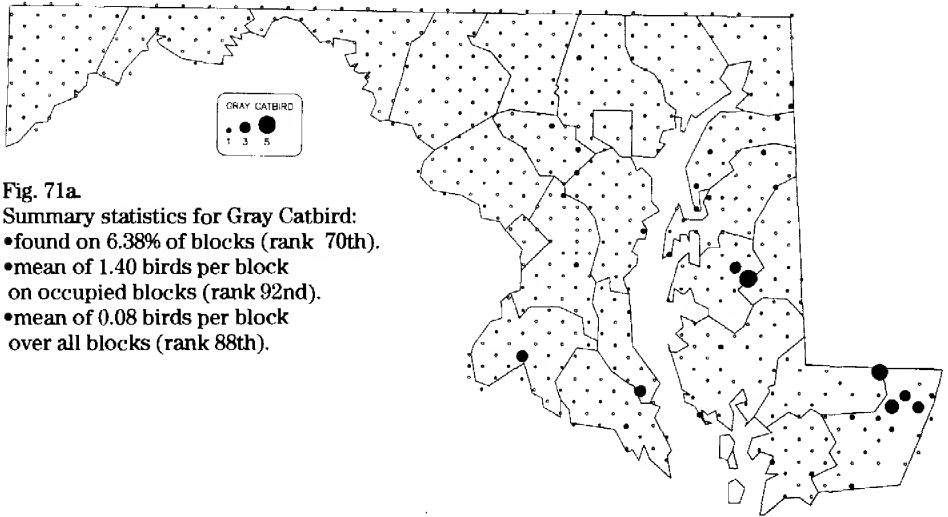 GRAY CATBIRD
1 3 5
Fig. 71a.
Summary statistics for Gray Catbird:
•found on 6.38% of blocks (rank 70th).
•mean of 1.40 birds per block
on occupied blocks (rank 92nd).
•mean of 0.08 birds per block
over all blocks (rank 88th).